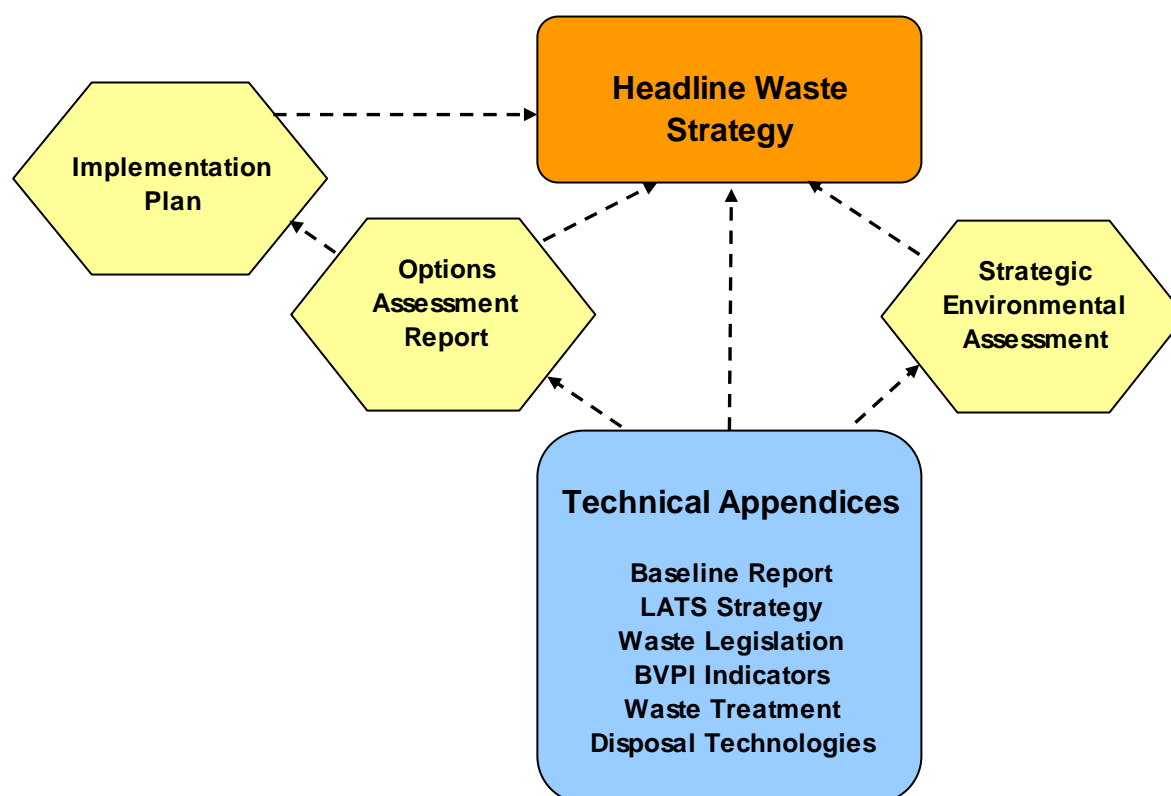 Headline Waste
Strategy
Implementation
Plan
Options
Assessment
Report
Strategic
Environmental
Assessment
Technical Appendices
Baseline Report
LATS Strategy
Waste Legislation
BVPI Indicators
Waste Treatment
Disposal Technologies